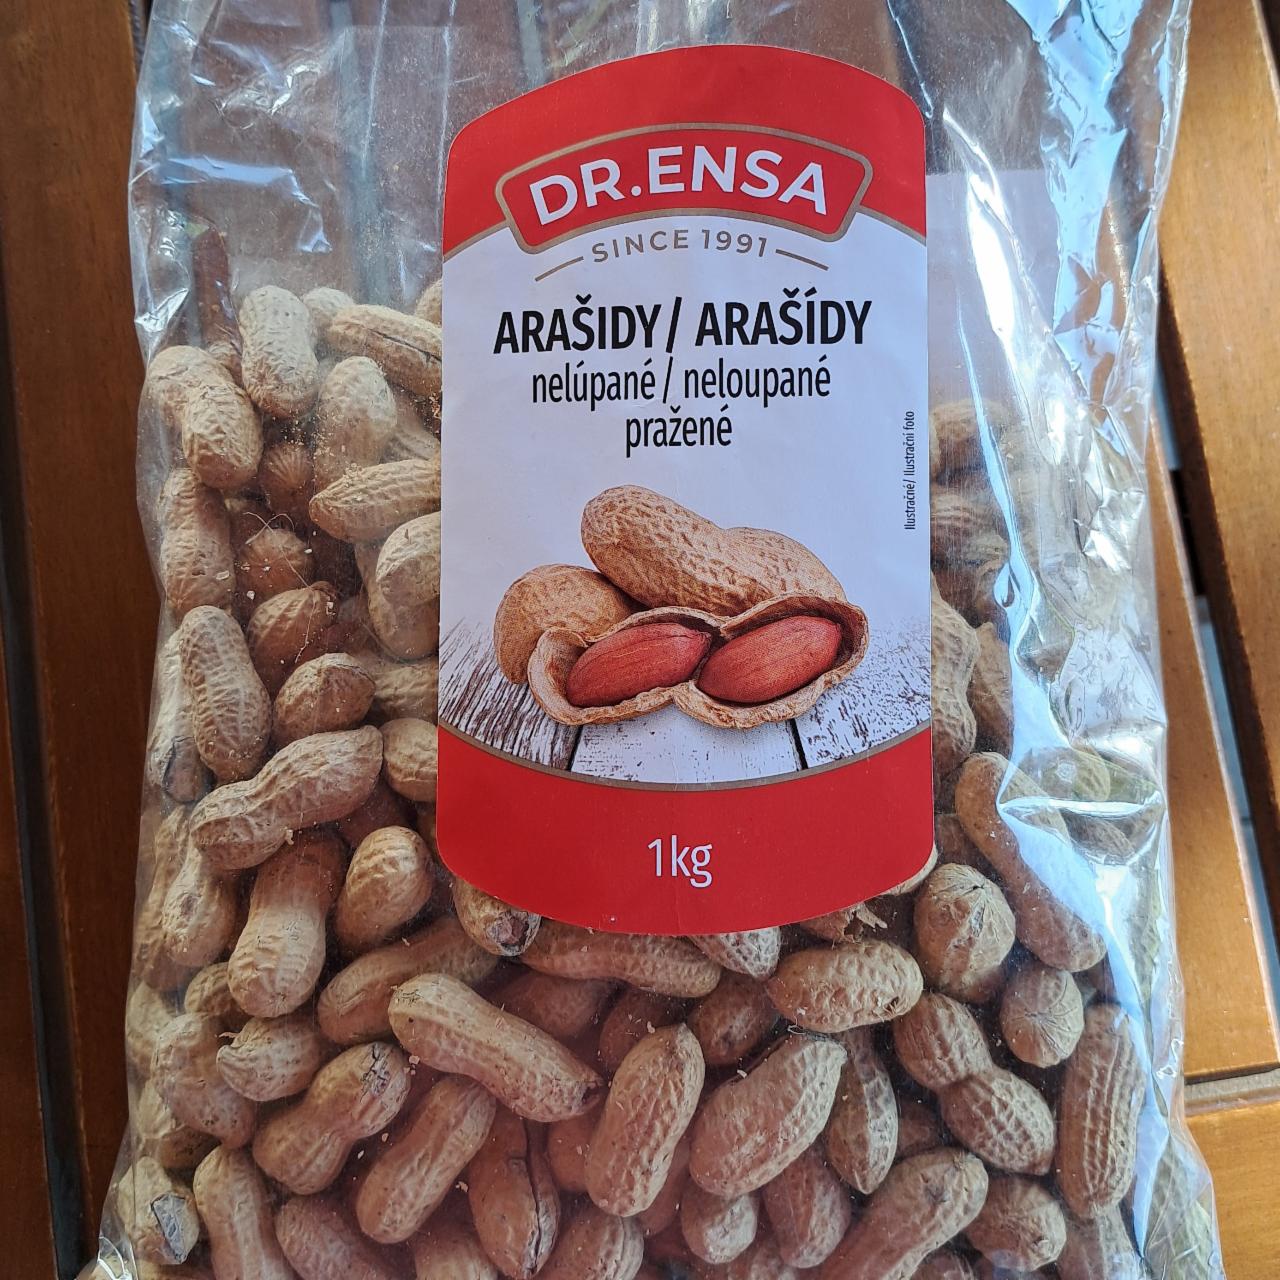 DR.ENSA
SINCE 1991
ARAŠIDY/ ARAŠÍDY
nelúpané / neloupané
pražené
Ilustračné/ Ilustrační foto
1kg